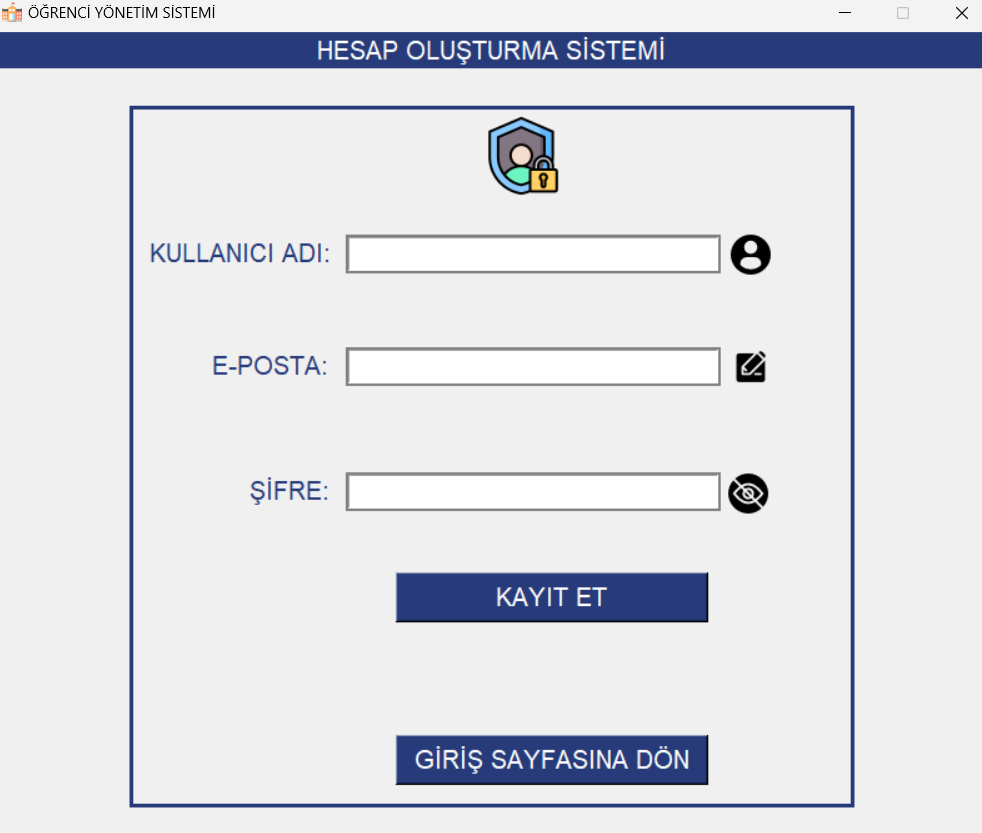 ÖĞRENCİ YÖNETİM SİSTEMİ
HESAP OLUŞTURMA SİSTEMİ
KULLANICI ADI:
E-POSTA:
ŞİFRE:
KAYIT ET
GİRİŞ SAYFASINA DÖN